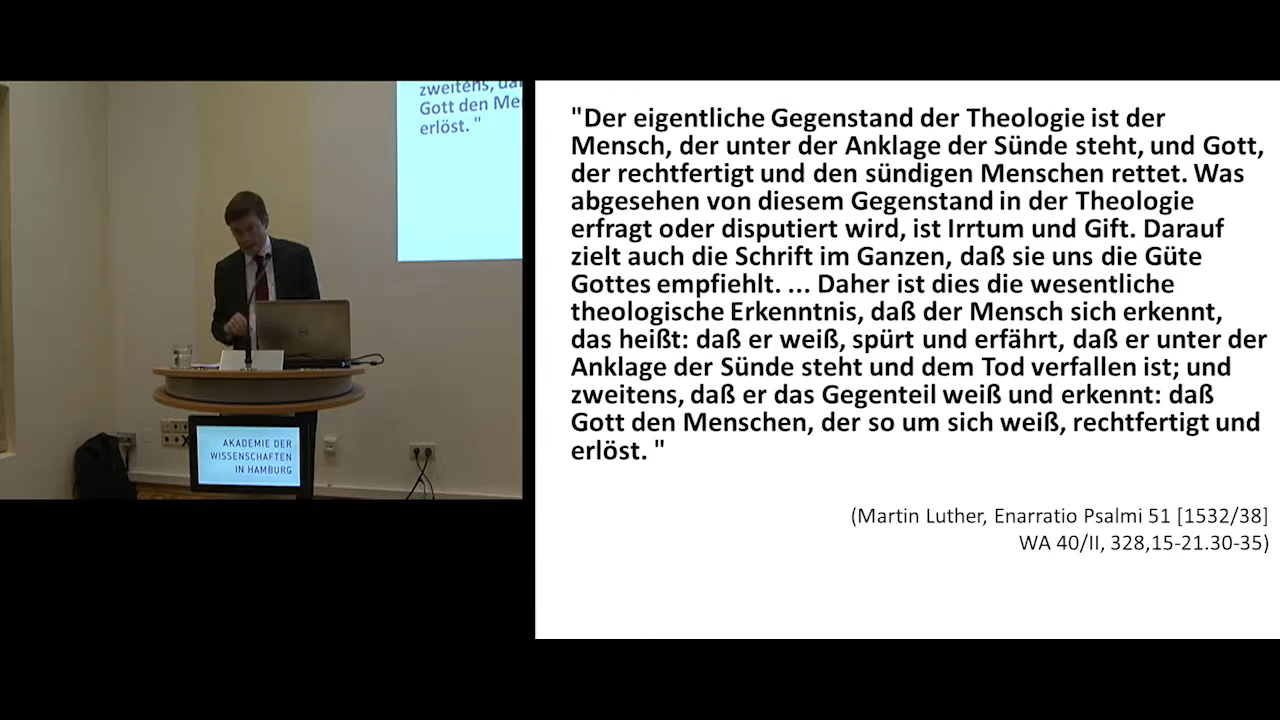 zweitens, da
Gott den Me
erlöst. "
AKADEMIE DER
WISSENSCHAFTEN
IN HAMBURG
"Der eigentliche Gegenstand der Theologie ist der
Mensch, der unter der Anklage der Sünde steht, und Gott,
der rechtfertigt und den sündigen Menschen rettet. Was
abgesehen von diesem Gegenstand in der Theologie
erfragt oder disputiert wird, ist Irrtum und Gift. Darauf
zielt auch die Schrift im Ganzen, daß sie uns die Güte
Gottes empfiehlt. ... Daher ist dies die wesentliche
theologische Erkenntnis, daß der Mensch sich erkennt,
das heißt: daß er weiß, spürt und erfährt, daß er unter der
Anklage der Sünde steht und dem Tod verfallen ist; und
zweitens, daß er das Gegenteil weiß und erkennt: daß
Gott den Menschen, der so um sich weiß, rechtfertigt und
erlöst. "
(Martin Luther, Enarratio Psalmi 51 [1532/38]
WA 40/II, 328,15-21.30-35)